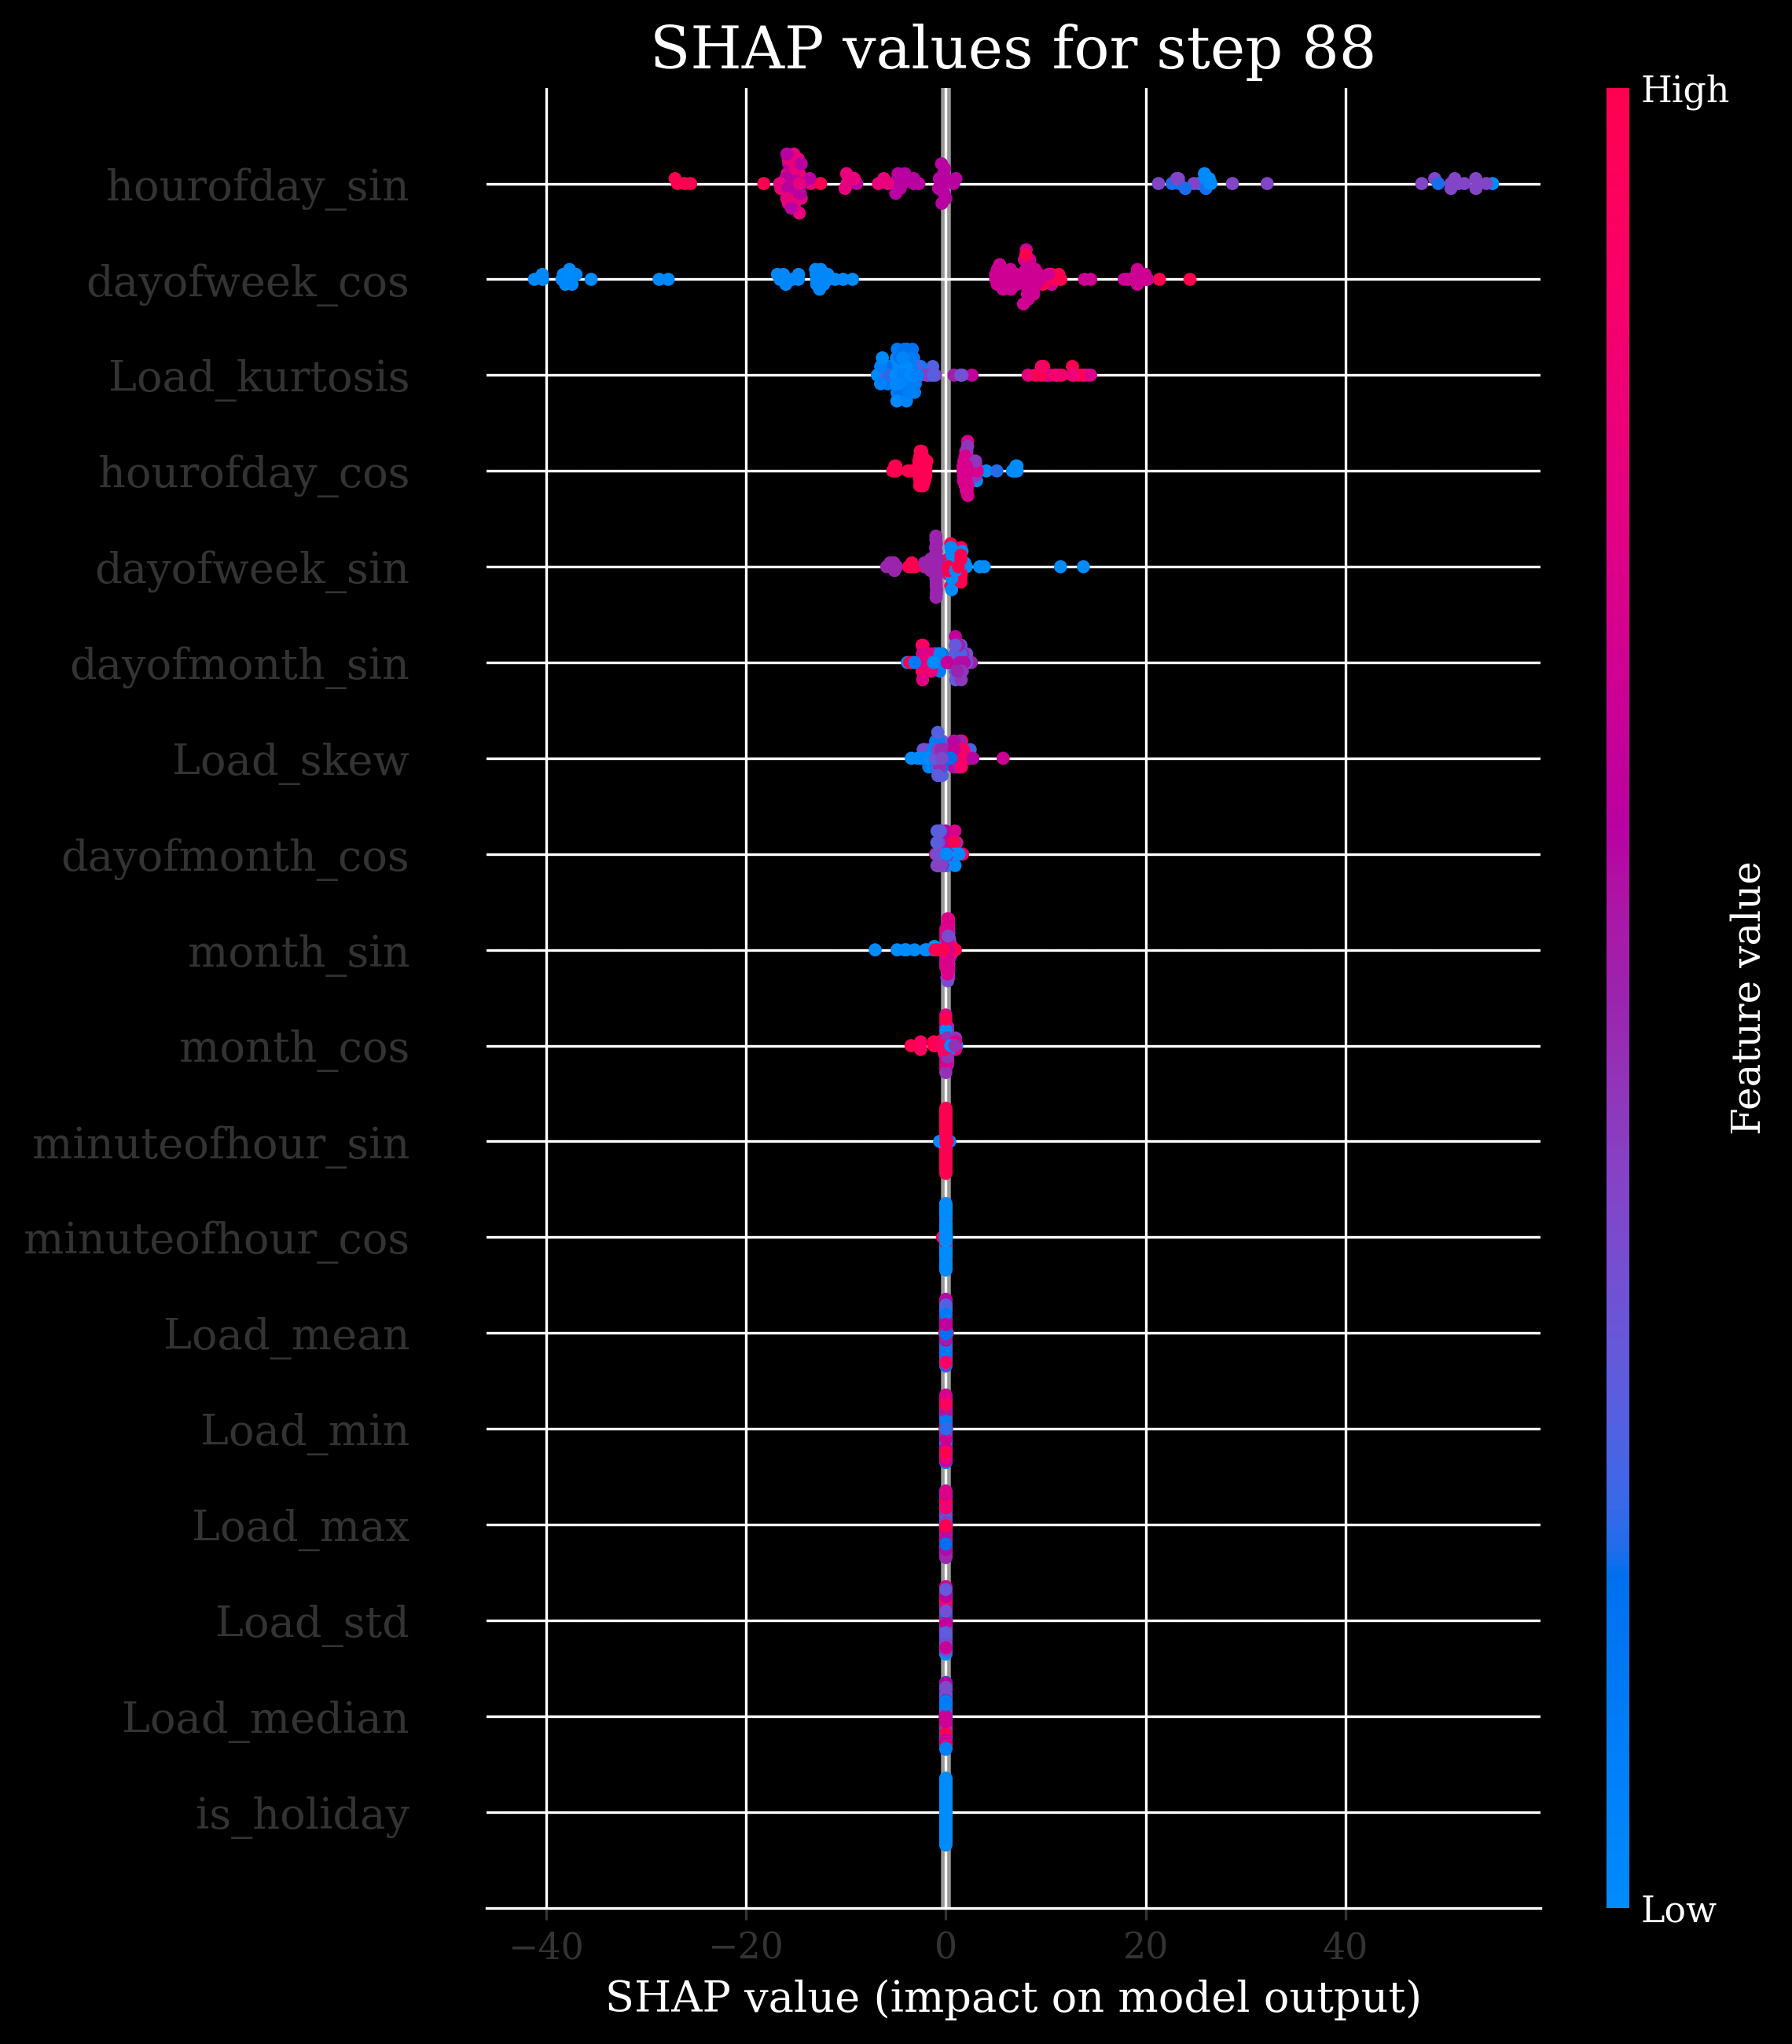 SHAP values for step 88
High
hourofday_sin
dayofweek_cos
Load_kurtosis
hourofday_cos
dayofweek_sin
dayofmonth_sin
Load_skew
dayofmonth_cos
month_sin
month_cos
minuteofhour_sin
minuteofhour_cos
Load_mean
Load_min
Load_max
Load_std
Load_median
is_holiday
Feature value
Low
−40 −20 0 20 40
SHAP value (impact on model output)